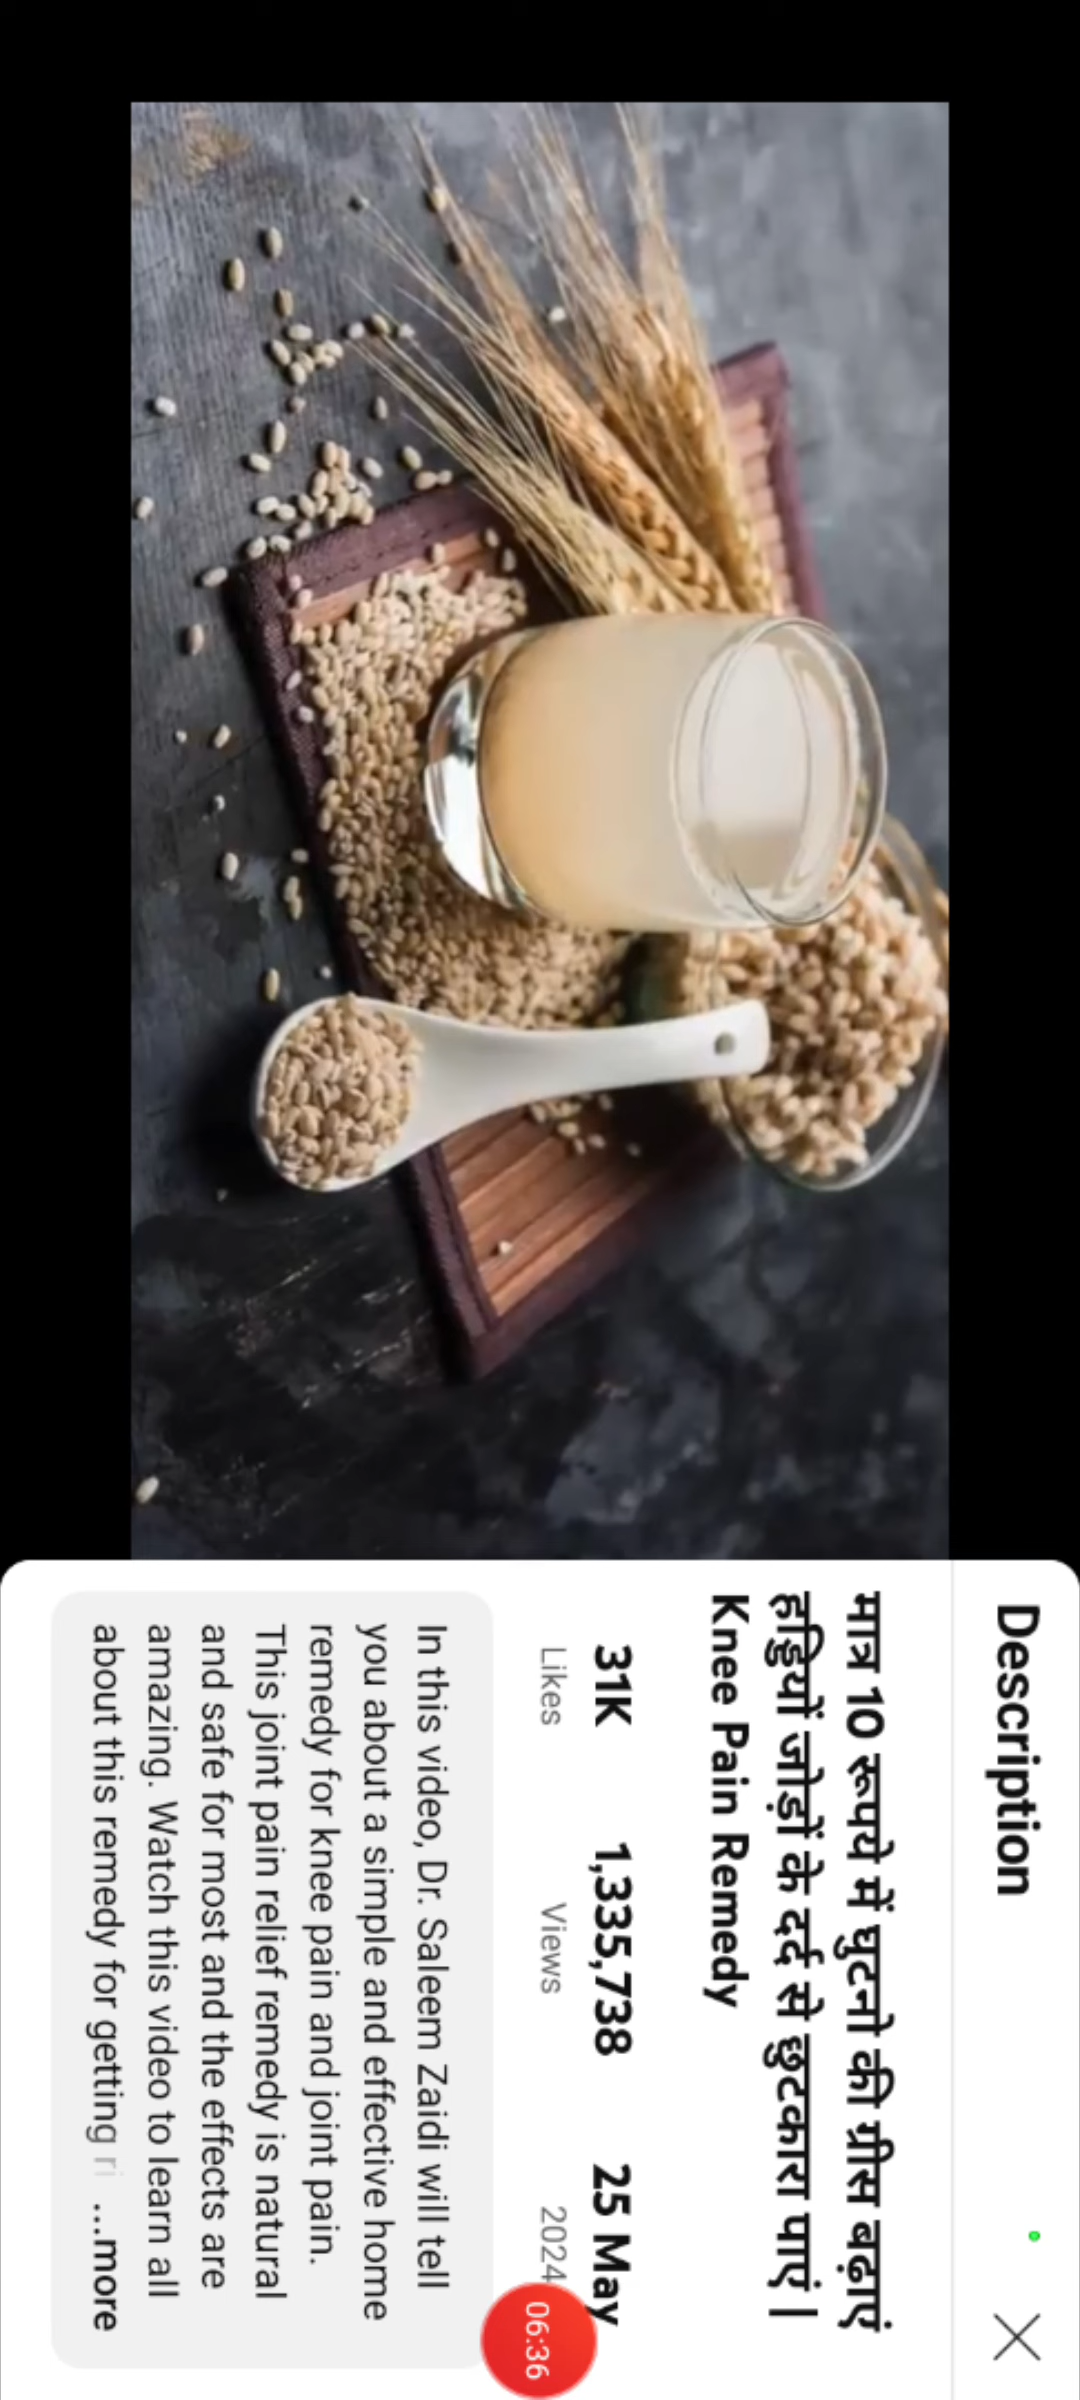 Description
मात्र 10 रूपये में घुटनो की ग्रीस बढ़ाएं
हड्डियों जोड़ों के दर्द से छुटकारा पाएं |
Knee Pain Remedy
31K
1,335,738
25 May
Likes
Views
2024
In this video, Dr. Saleem Zaidi will tell
you about a simple and effective home
remedy for knee pain and joint pain.
This joint pain relief remedy is natural
and safe for most and the effects are
amazing. Watch this video to learn all
about this remedy for getting ri ...more
06:36